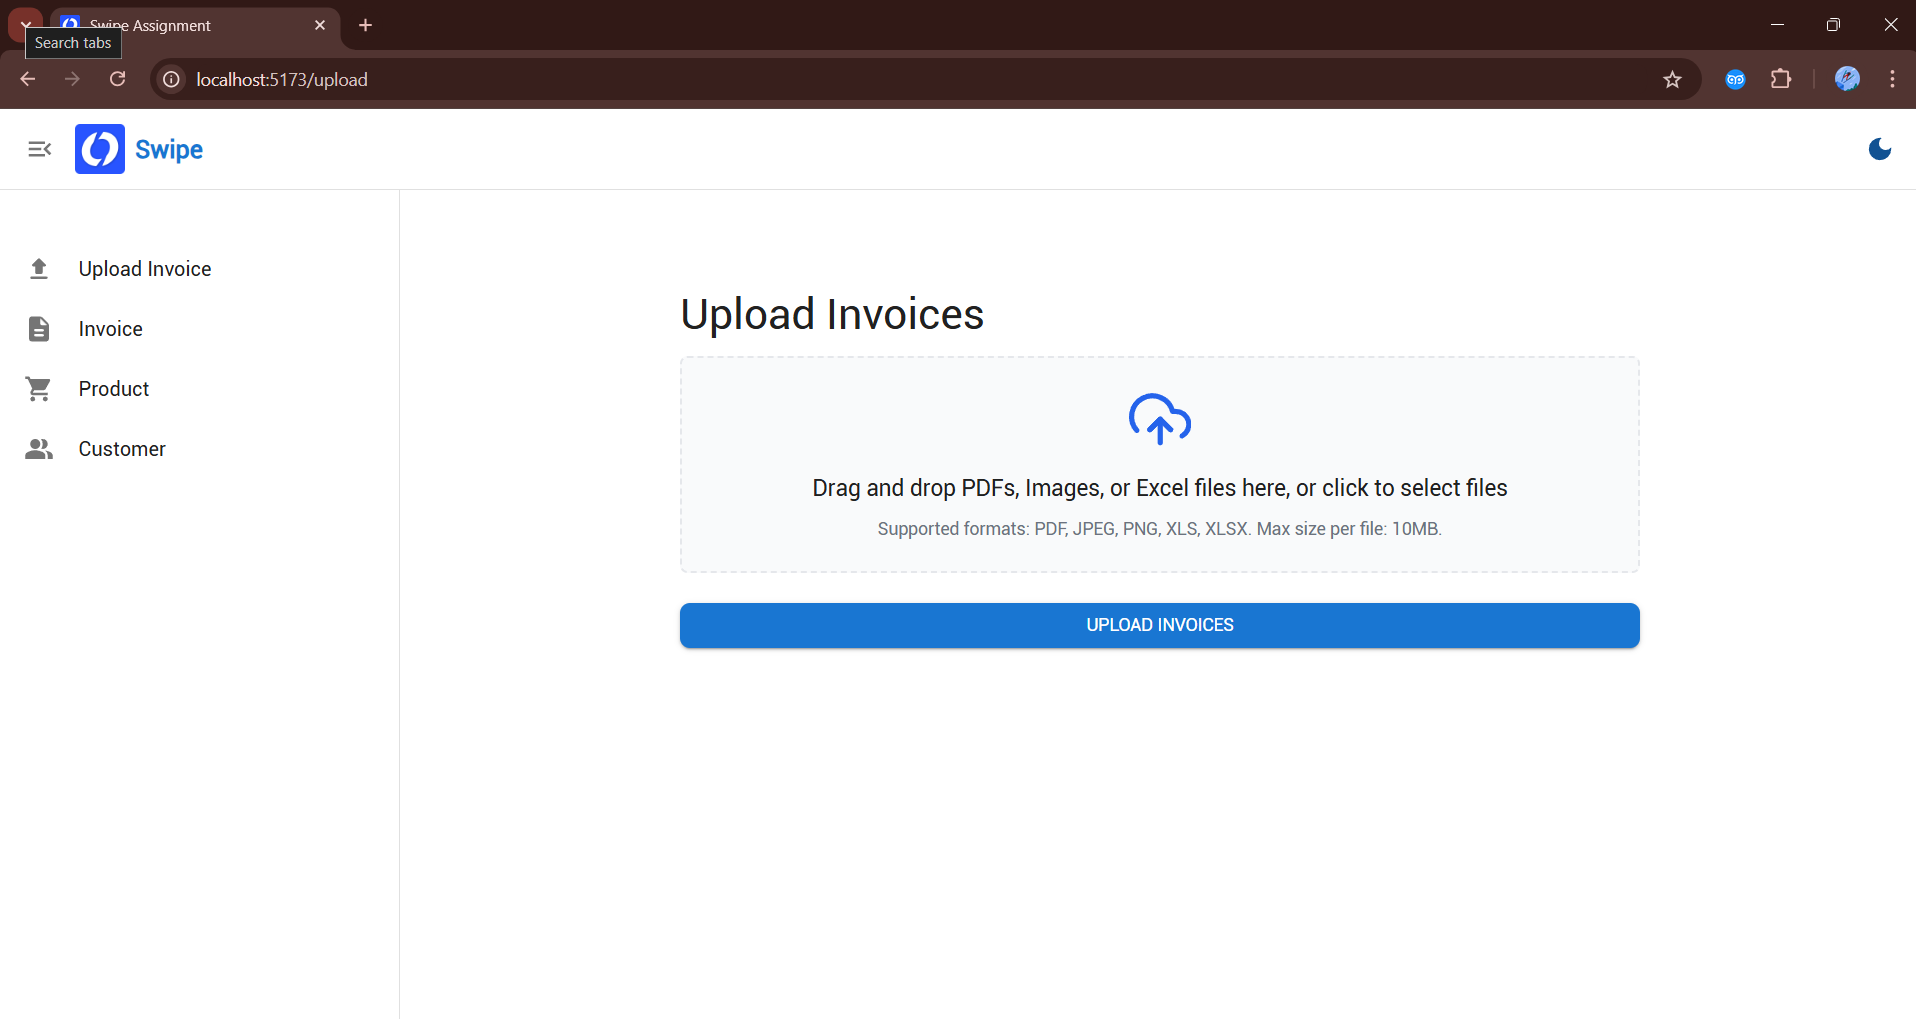 Swipe Assignment
Search tabs
localhost:5173/upload
Swipe
Upload Invoice
Invoice
Product
Customer
Upload Invoices
Drag and drop PDFs, Images, or Excel files here, or click to select files
Supported formats: PDF, JPEG, PNG, XLS, XLSX. Max size per file: 10MB.
UPLOAD INVOICES